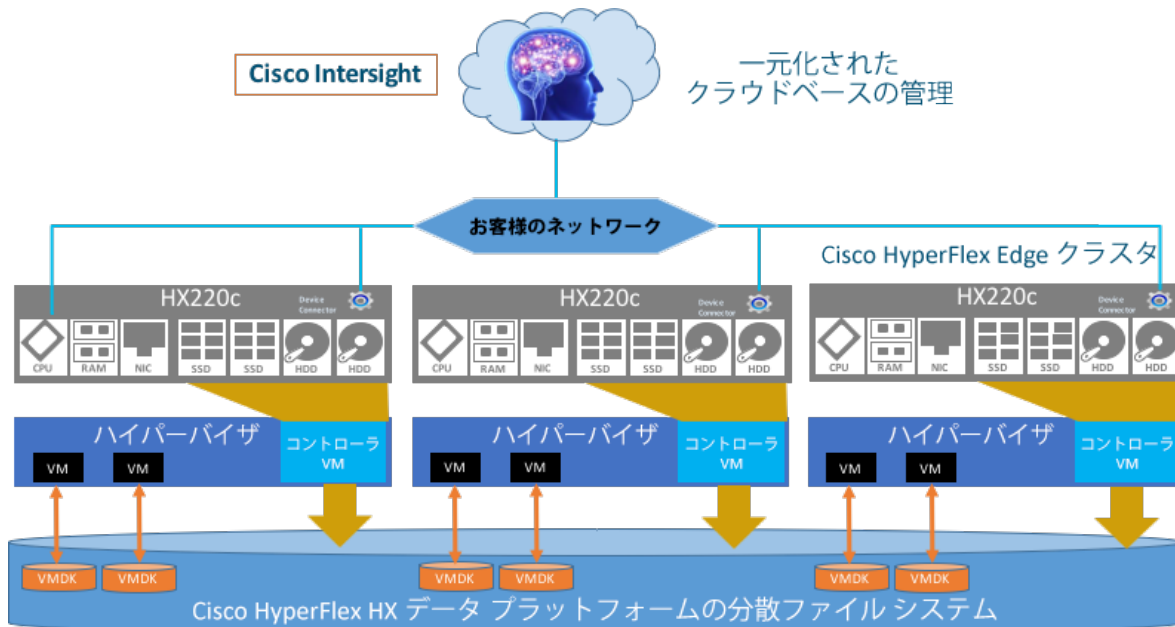 Cisco Intersight
一元化された
クラウドベースの管理
お客様のネットワーク
Cisco HyperFlex Edge クラスタ
HX220c
Device
Connector
CPU
RAM
NIC
SSD
SSD
HDD
HDD
HX220c
Device
Connector
CPU
RAM
NIC
SSD
SSD
HDD
HDD
HX220c
Device
Connector
CPU
RAM
NIC
SSD
SSD
HDD
HDD
ハイパーバイザ
コントローラ
VM
VM
VM
ハイパーバイザ
コントローラ
VM
VM
VM
ハイパーバイザ
コントローラ
VM
VM
VM
VMDK
VMDK
VMDK
VMDK
VMDK
VMDK
Cisco HyperFlex HX データ プラットフォームの分散ファイル システム